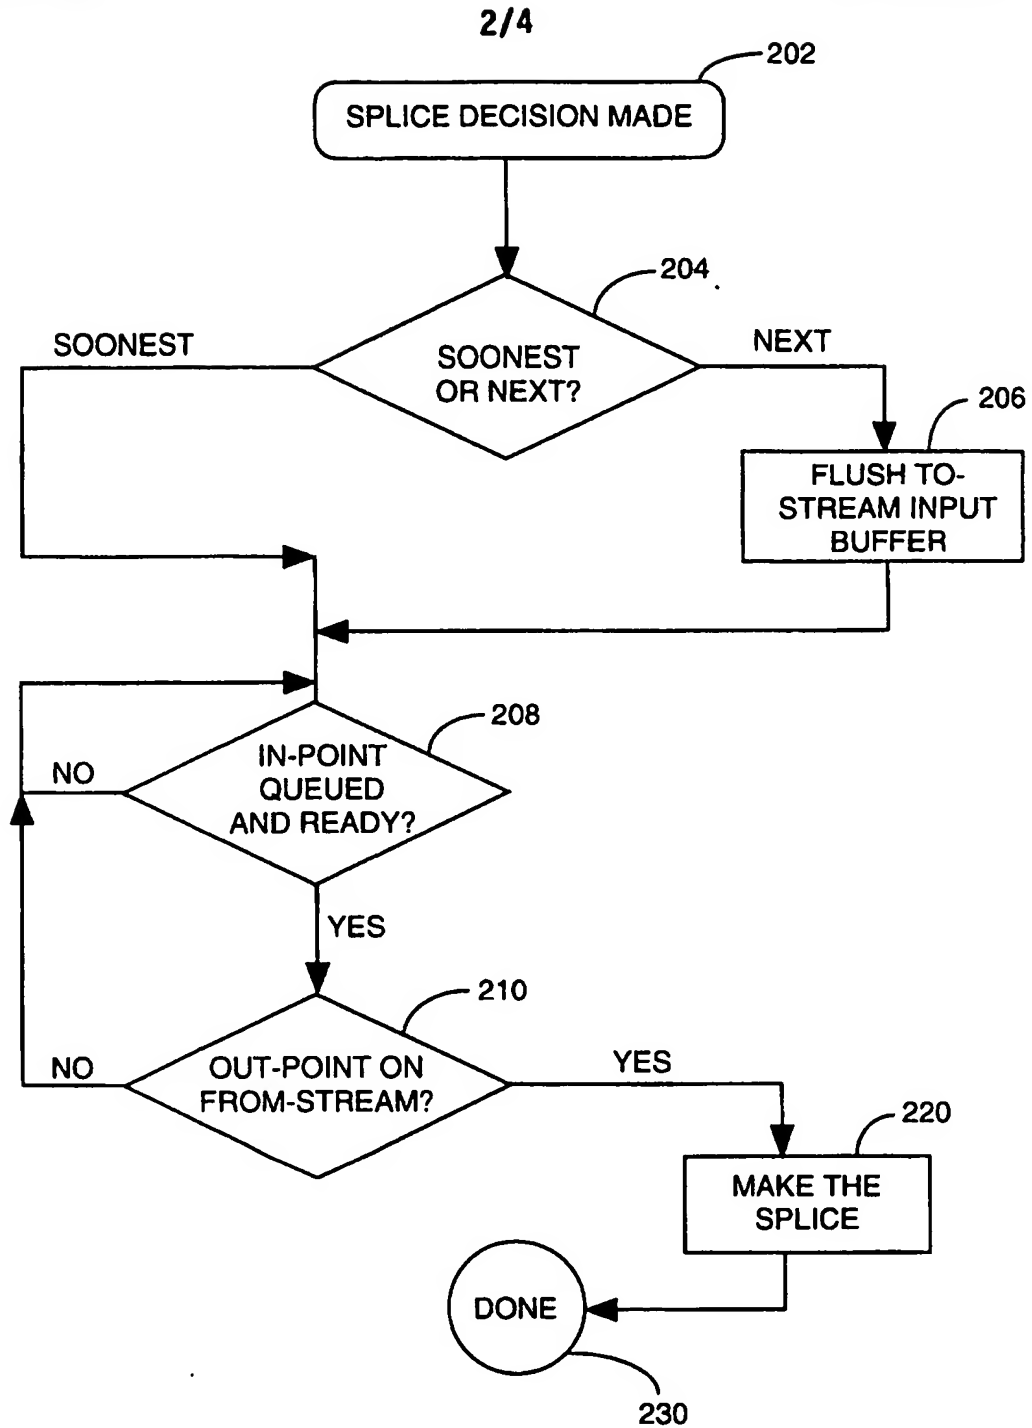 2/4
202
SPLICE DECISION MADE
204
SOONEST
NEXT
SOONEST
OR NEXT?
206
FLUSH TO-
STREAM INPUT
BUFFER
208
IN-POINT
QUEUED
AND READY?
NO
YES
210
OUT-POINT ON
FROM-STREAM?
NO
YES
220
MAKE THE
SPLICE
DONE
230